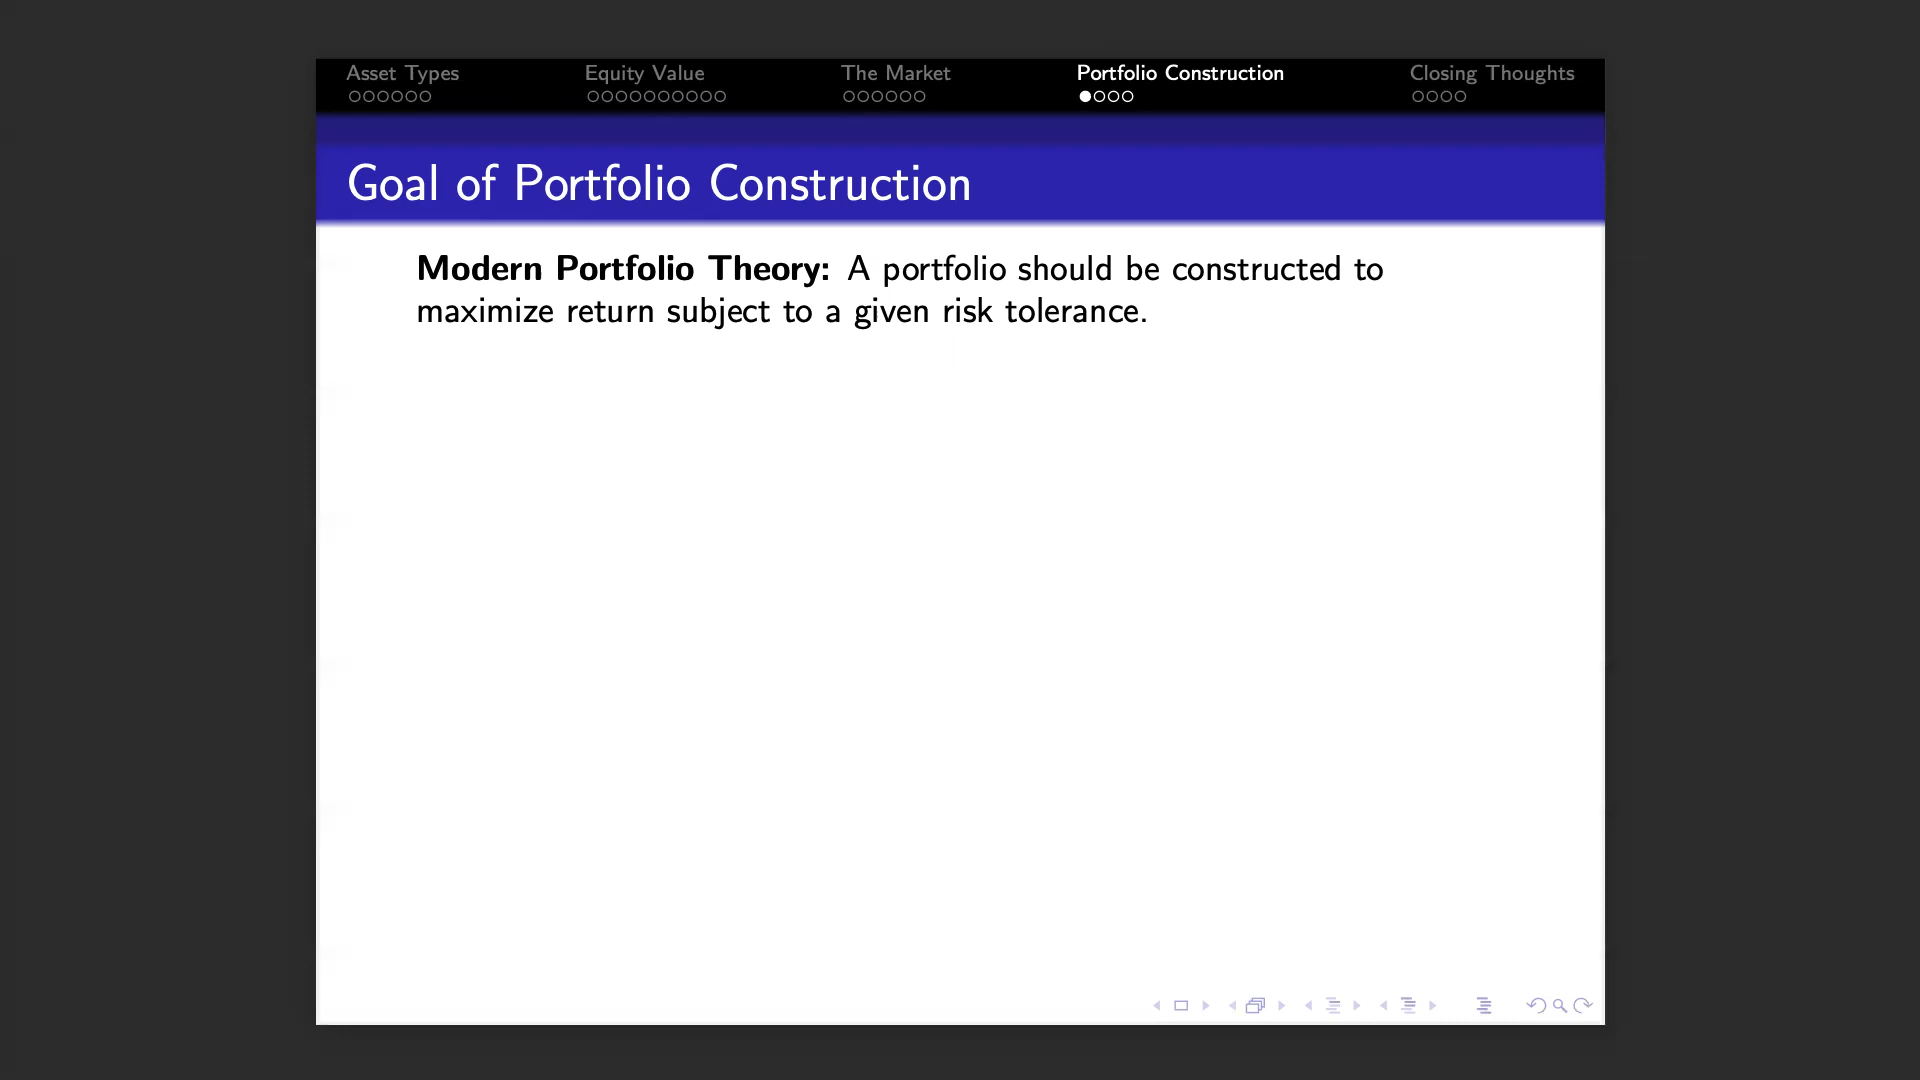 Asset Types
Equity Value
The Market
Portfolio Construction
Closing Thoughts
Goal of Portfolio Construction
Modern Portfolio Theory: A portfolio should be constructed to
maximize return subject to a given risk tolerance.